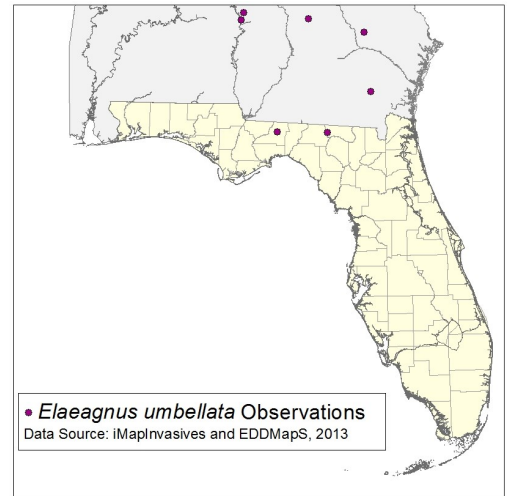 Elaeagnus umbellata Observations
Data Source: iMapInvasives and EDDMapS, 2013